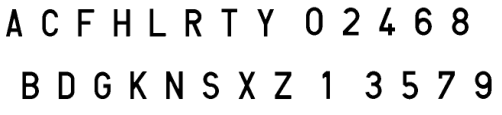 A C F H L R T Y 0 2 4 6 8
B D G K N S X Z 1 3 5 7 9